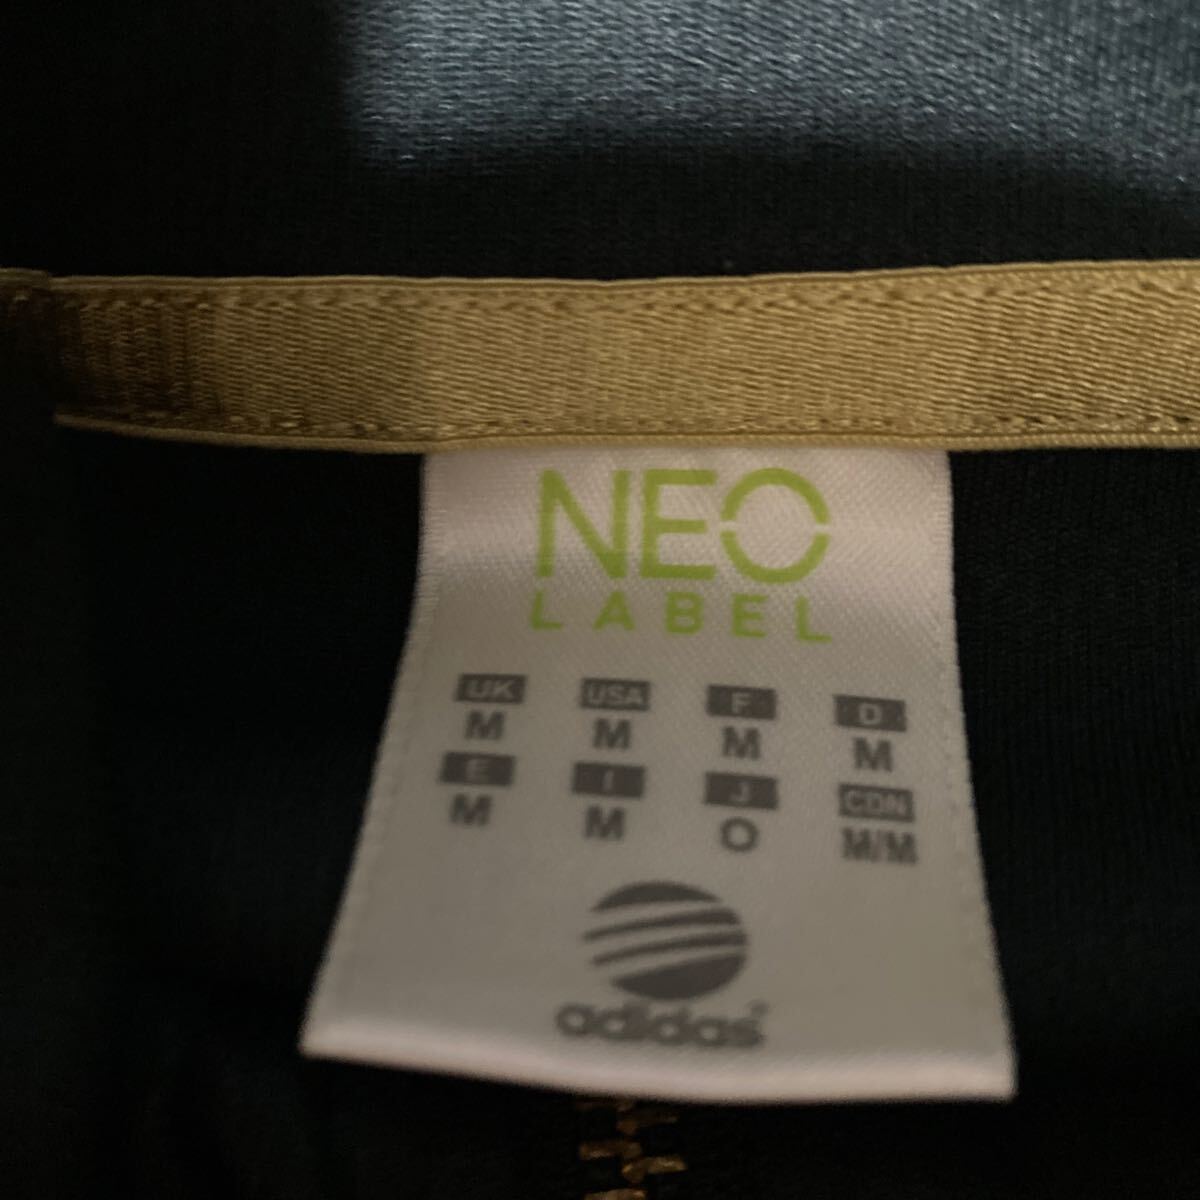 NEO
LABEL
UK USA F D
M M M M
E I J CDN
M M O M/M
adidas